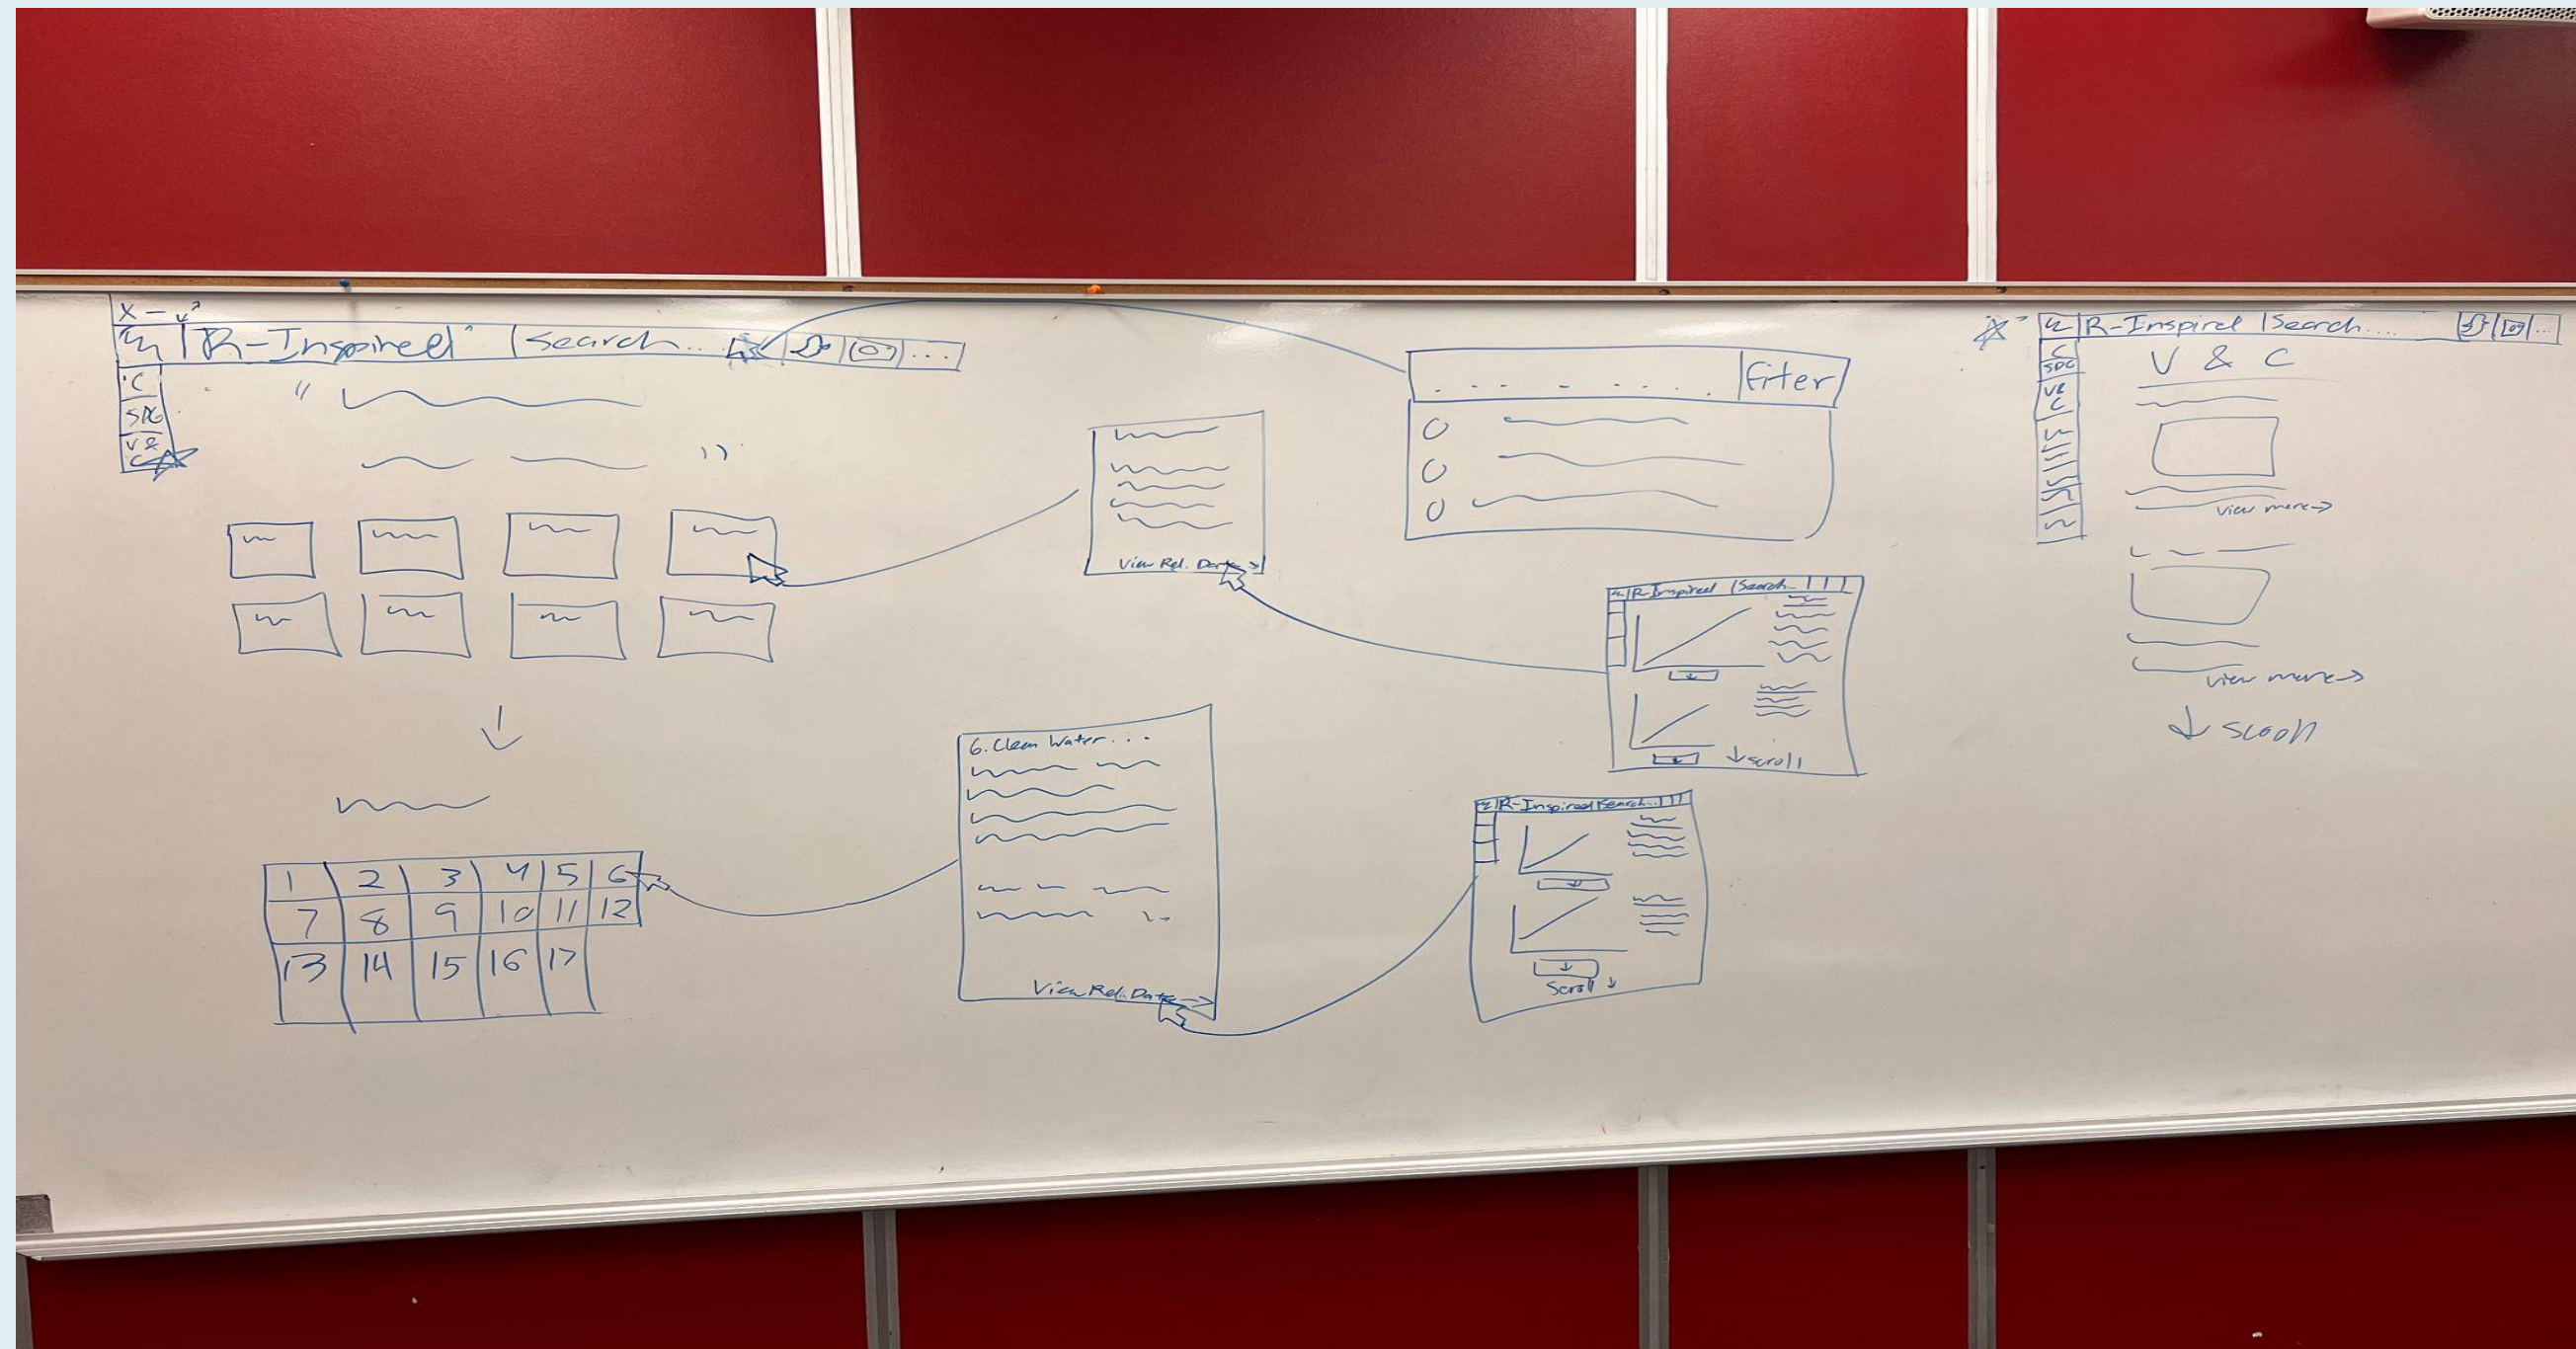 X -
R-Inspired Search... ...
C
SDG
V &
C
1 2 3 4 5 6
7 8 9 10 11 12
13 14 15 16 17
View Rel. Data →
6. Clean Water...
View Rel. Data →
Filter
R-Inspired Search...
↓ scroll
R-Inspired Search...
Scroll ↓
R-Inspired Search.... ...
C
SDG
V &
C
V & C
View more →
View more →
↓ scroll